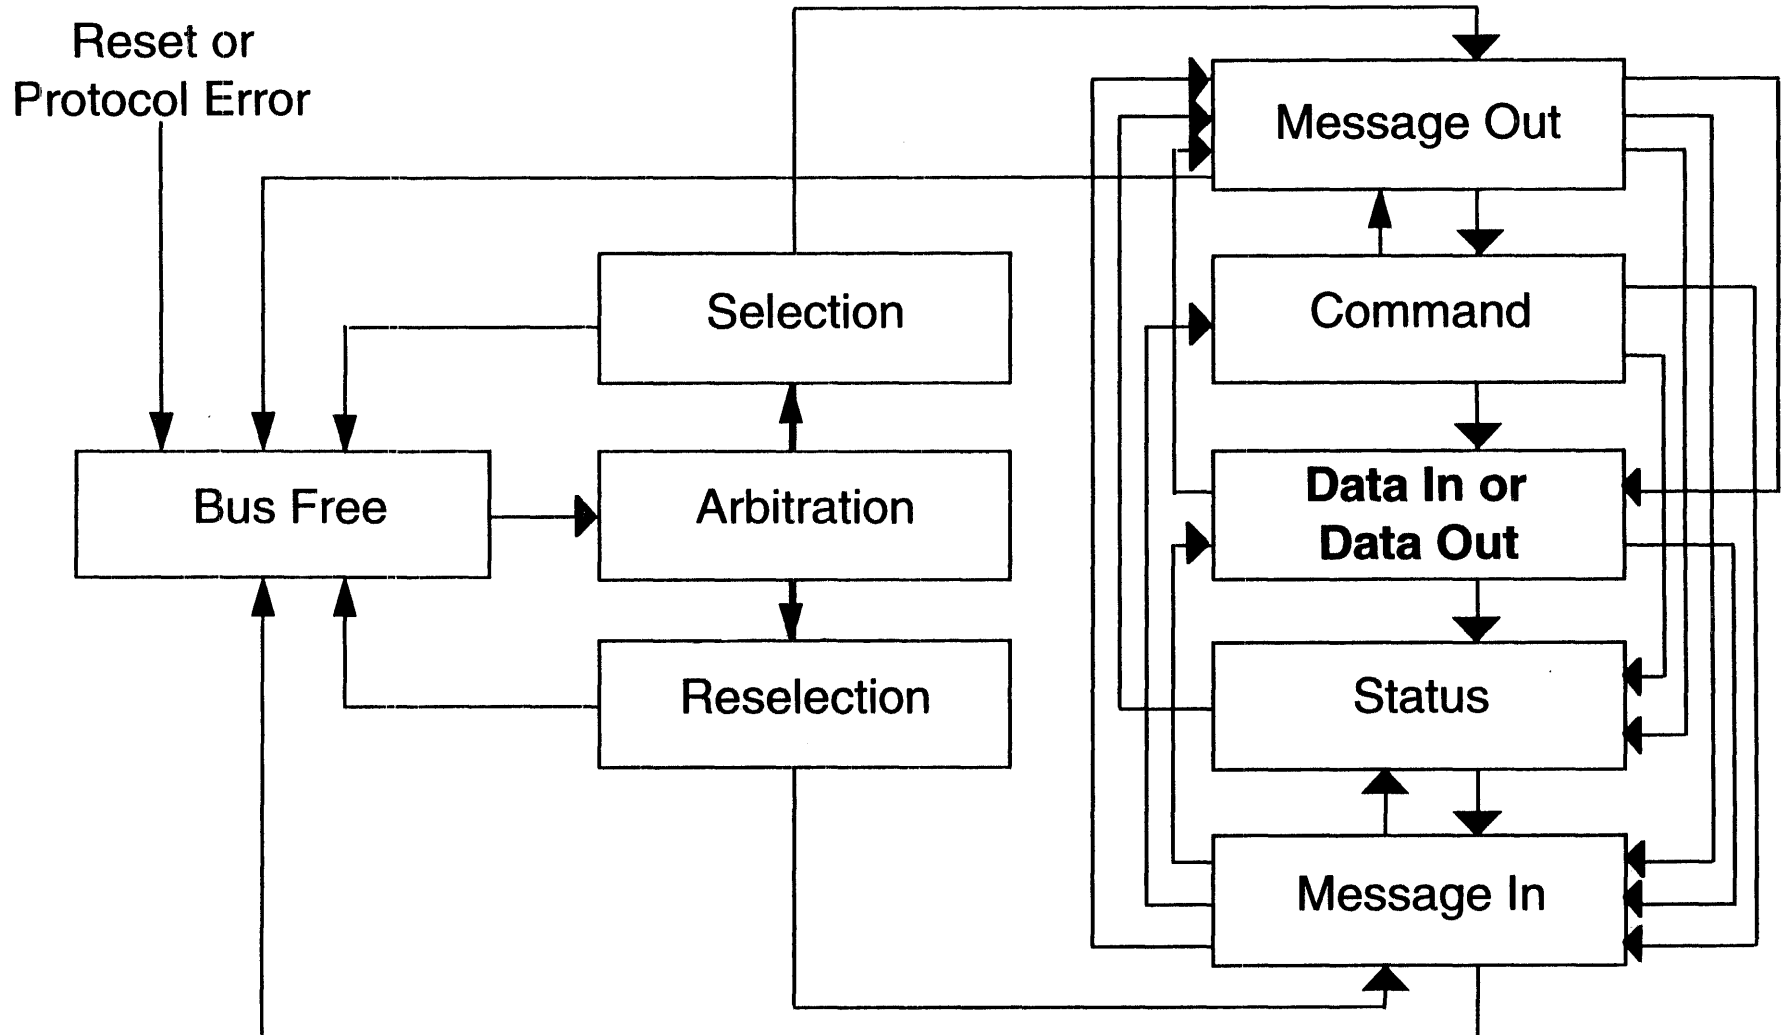 Reset or
Protocol Error
Message Out
Selection
Command
Bus Free
Arbitration
Data In or
Data Out
Reselection
Status
Message In